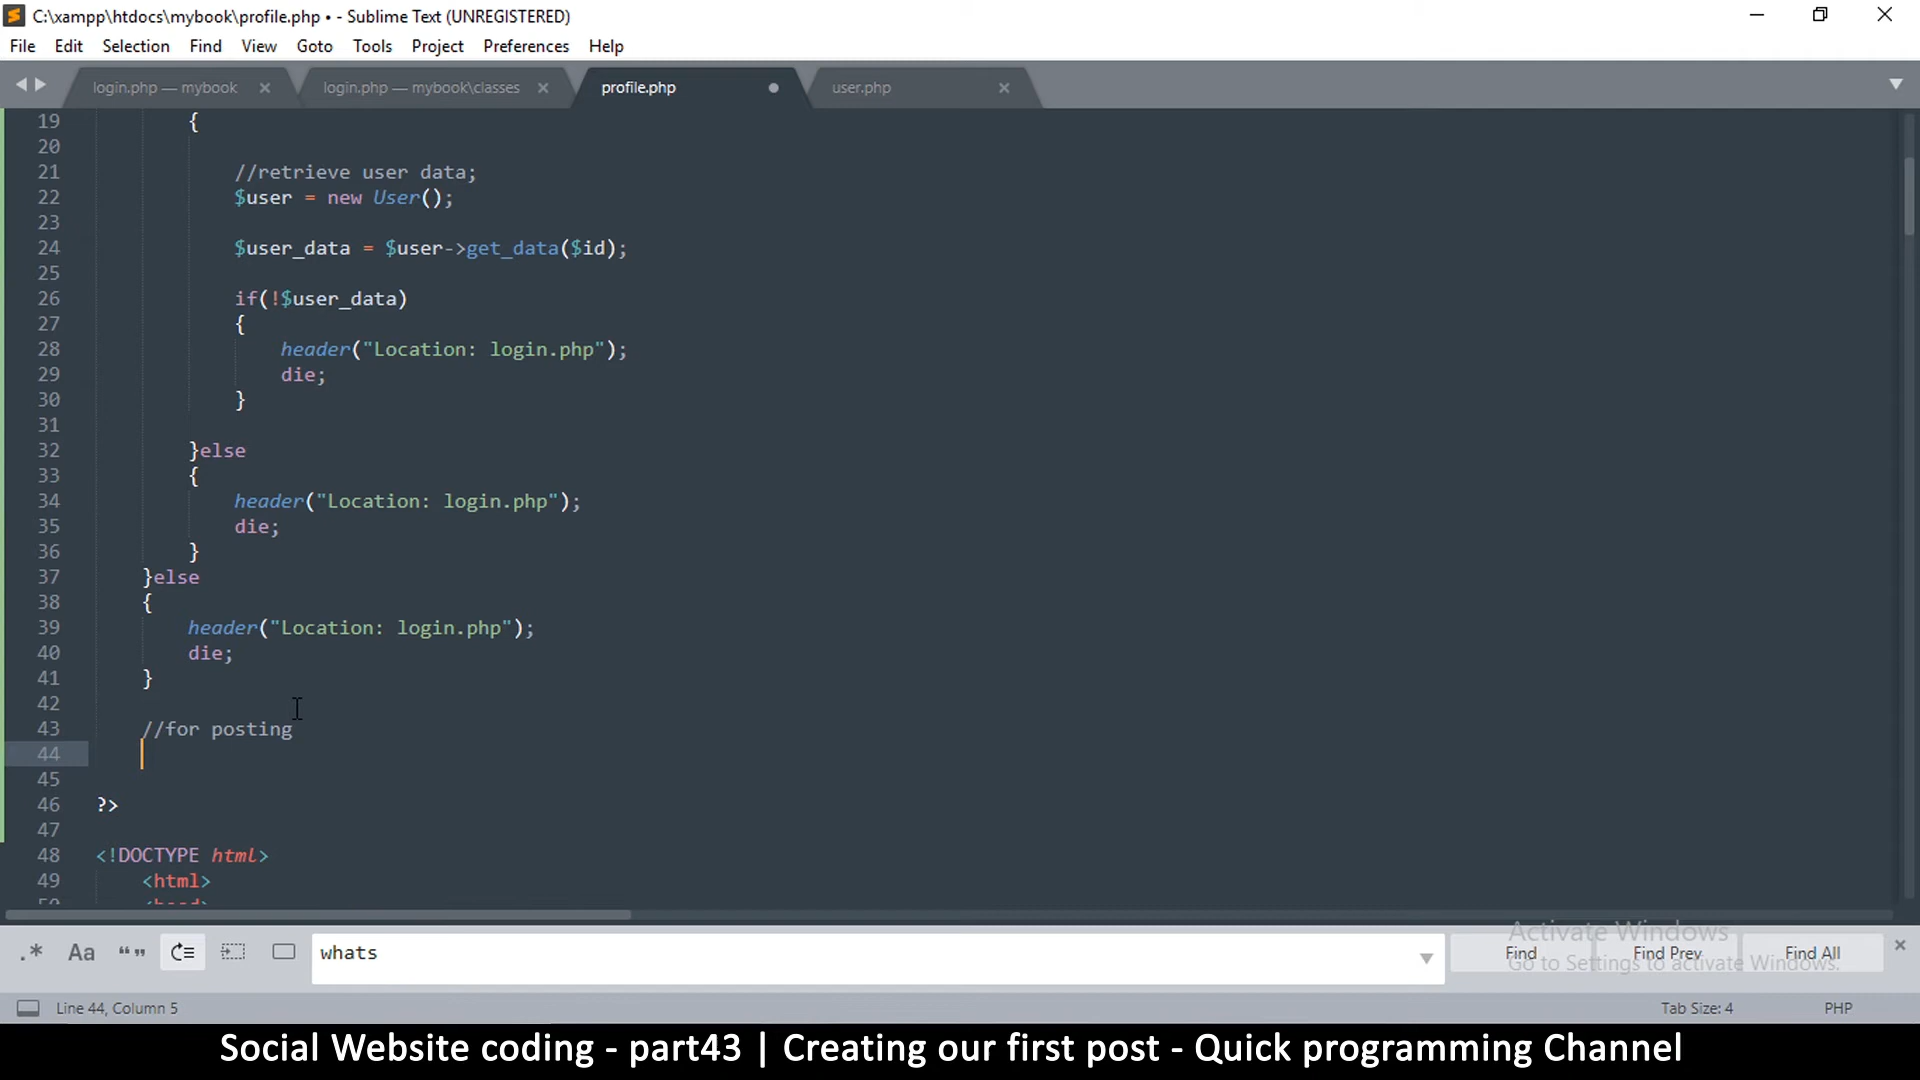 C:\xampp\htdocs\mybook\profile.php • - Sublime Text (UNREGISTERED)
File Edit Selection Find View Goto Tools Project Preferences Help
login.php — mybook login.php — mybook\classes profile.php user.php
19 {
20
21 //retrieve user data;
22 $user = new User();
23
24 $user_data = $user->get_data($id);
25
26 if(!$user_data)
27 {
28 header("Location: login.php");
29 die;
30 }
31
32 }else
33 {
34 header("Location: login.php");
35 die;
36 }
37 }else
38 {
39 header("Location: login.php");
40 die;
41 }
42
43 //for posting
44
45
46 ?>
47
48 <!DOCTYPE html>
49 <html>
50 <head>
.* Aa “ ” whats Find Find Prev Find All
Activate Windows
Go to Settings to activate Windows.
Line 44, Column 5 Tab Size: 4 PHP
Social Website coding - part43 | Creating our first post - Quick programming Channel